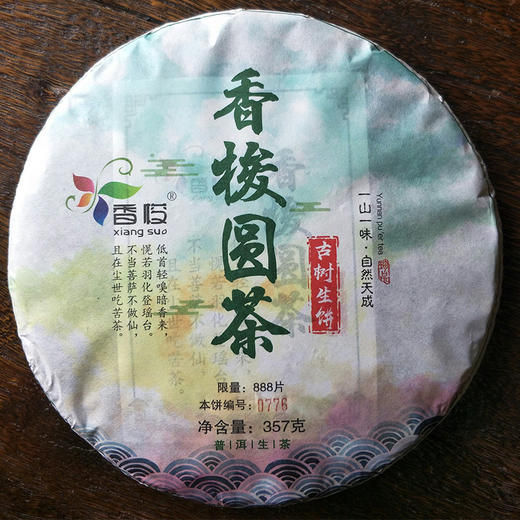 香梭圆茶
古树生饼
香梭®
xiang suo
低首轻嗅暗香来，
恍若羽化登瑶台。
不当菩萨不做仙，
且在尘世吃苦茶。
Yunnan pu'er tea
一山一味·自然天成
限量：888片
本饼编号：0776
净含量：357克
普|洱|生|茶